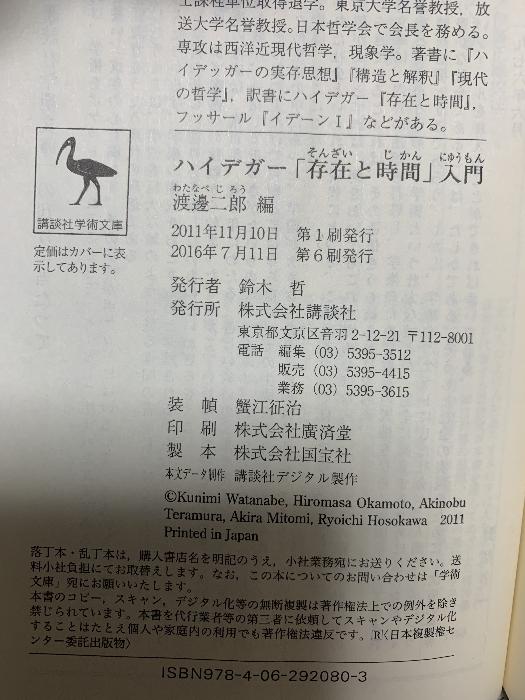 上課程単位取得退学。東京大学名誉教授, 放
送大学名誉教授。日本哲学会で会長を務める。
専攻は西洋近現代哲学, 現象学。著書に『ハ
イデッガーの実存思想』『構造と解釈』『現代
の哲学』, 訳書にハイデガー『存在と時間』,
フッサール『イデーンⅠ』などがある。
講談社学術文庫
定価はカバーに表
示してあります。
そんざい じかん にゅうもん
ハイデガー「存在と時間」入門
わたなべじろう
渡邊二郎 編
2011年11月10日 第1刷発行
2016年7月11日 第6刷発行
発行者 鈴木 哲
発行所 株式会社講談社
東京都文京区音羽2-12-21 〒112-8001
電話 編集 (03) 5395-3512
販売 (03) 5395-4415
業務 (03) 5395-3615
装 幀 蟹江征治
印 刷 株式会社廣済堂
製 本 株式会社国宝社
本文データ制作 講談社デジタル製作
©Kunimi Watanabe, Hiromasa Okamoto, Akinobu
Teramura, Akira Mitomi, Ryoichi Hosokawa 2011
Printed in Japan
落丁本・乱丁本は, 購入書店名を明記のうえ, 小社業務宛にお送りください。送
料小社負担にてお取替えします。なお, この本についてのお問い合わせは「学術
文庫」宛にお願いいたします。
本書のコピー, スキャン, デジタル化等の無断複製は著作権法上での例外を除き
禁じられています。本書を代行業者等の第三者に依頼してスキャンやデジタル化
することはたとえ個人や家庭内の利用でも著作権法違反です。Ⓡ〈日本複製権セ
ンター委託出版物〉
ISBN978-4-06-292080-3